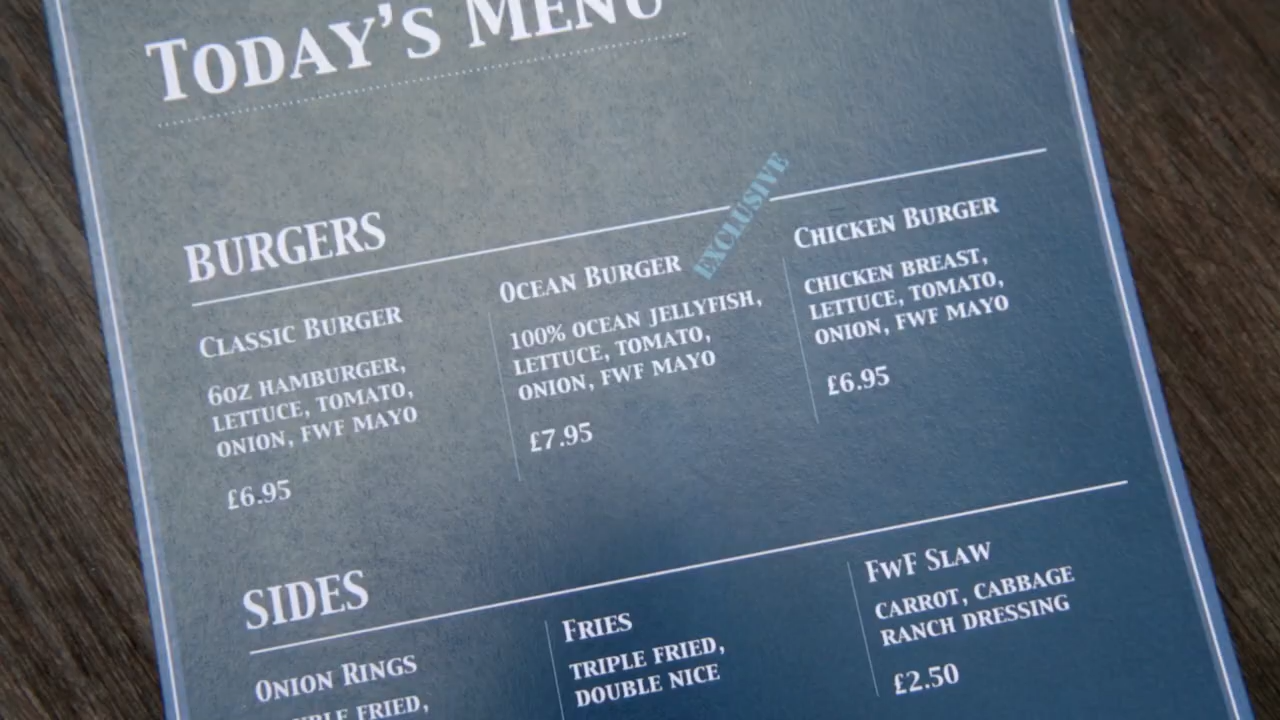 TODAY'S MENU
BURGERS
CLASSIC BURGER
6OZ HAMBURGER,
LETTUCE, TOMATO,
ONION, FWF MAYO
£6.95
OCEAN BURGER
EXCLUSIVE
100% OCEAN JELLYFISH,
LETTUCE, TOMATO,
ONION, FWF MAYO
£7.95
CHICKEN BURGER
CHICKEN BREAST,
LETTUCE, TOMATO,
ONION, FWF MAYO
£6.95
SIDES
ONION RINGS
FRIED,
FRIES
TRIPLE FRIED,
DOUBLE NICE
FWF SLAW
CARROT, CABBAGE
RANCH DRESSING
£2.50